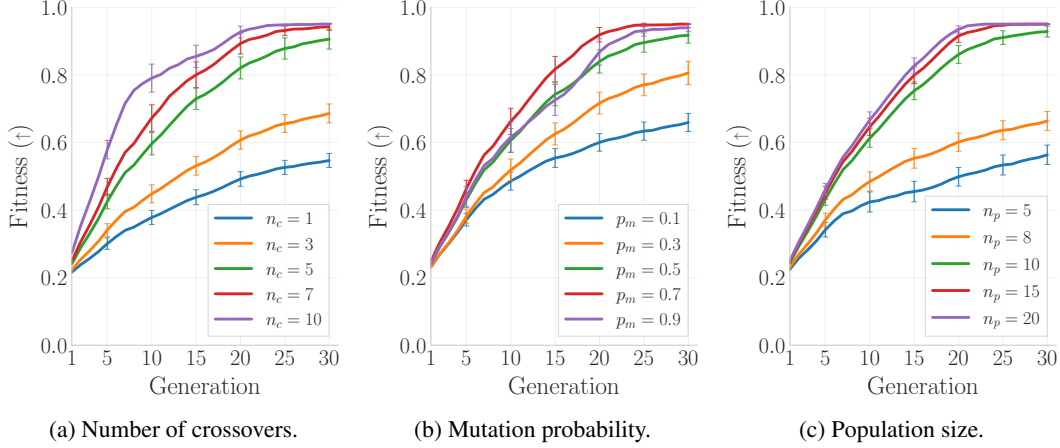 Fitness (↑)
1.0
0.8
0.6
0.4
0.2
0.0
n_c = 1
n_c = 3
n_c = 5
n_c = 7
n_c = 10
1 5 10 15 20 25 30
Generation
(a) Number of crossovers.
Fitness (↑)
1.0
0.8
0.6
0.4
0.2
0.0
p_m = 0.1
p_m = 0.3
p_m = 0.5
p_m = 0.7
p_m = 0.9
1 5 10 15 20 25 30
Generation
(b) Mutation probability.
Fitness (↑)
1.0
0.8
0.6
0.4
0.2
0.0
n_p = 5
n_p = 8
n_p = 10
n_p = 15
n_p = 20
1 5 10 15 20 25 30
Generation
(c) Population size.